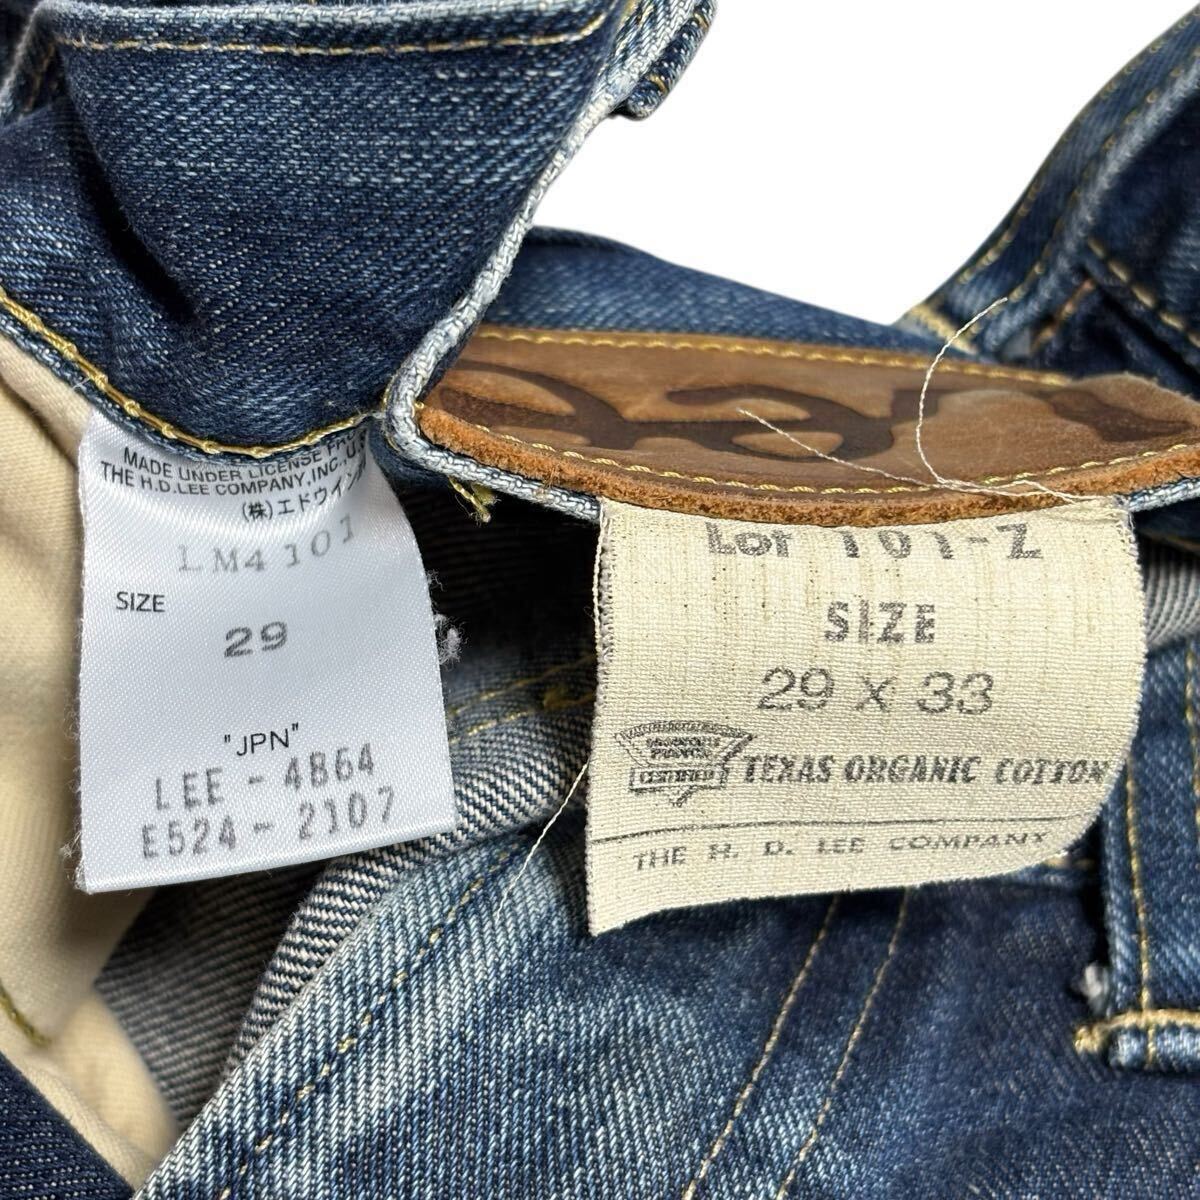 MADE UNDER LICENSE FRO
THE H.D.LEE COMPANY,INC.,U.S
(株)エドウイン
LM4101
SIZE
29
"JPN"
LEE - 4864
E524 - 2107
Lot 101-Z
SIZE
29 x 33
CERTIFIED
TEXAS ORGANIC COTTON
THE H. D. LEE COMPANY